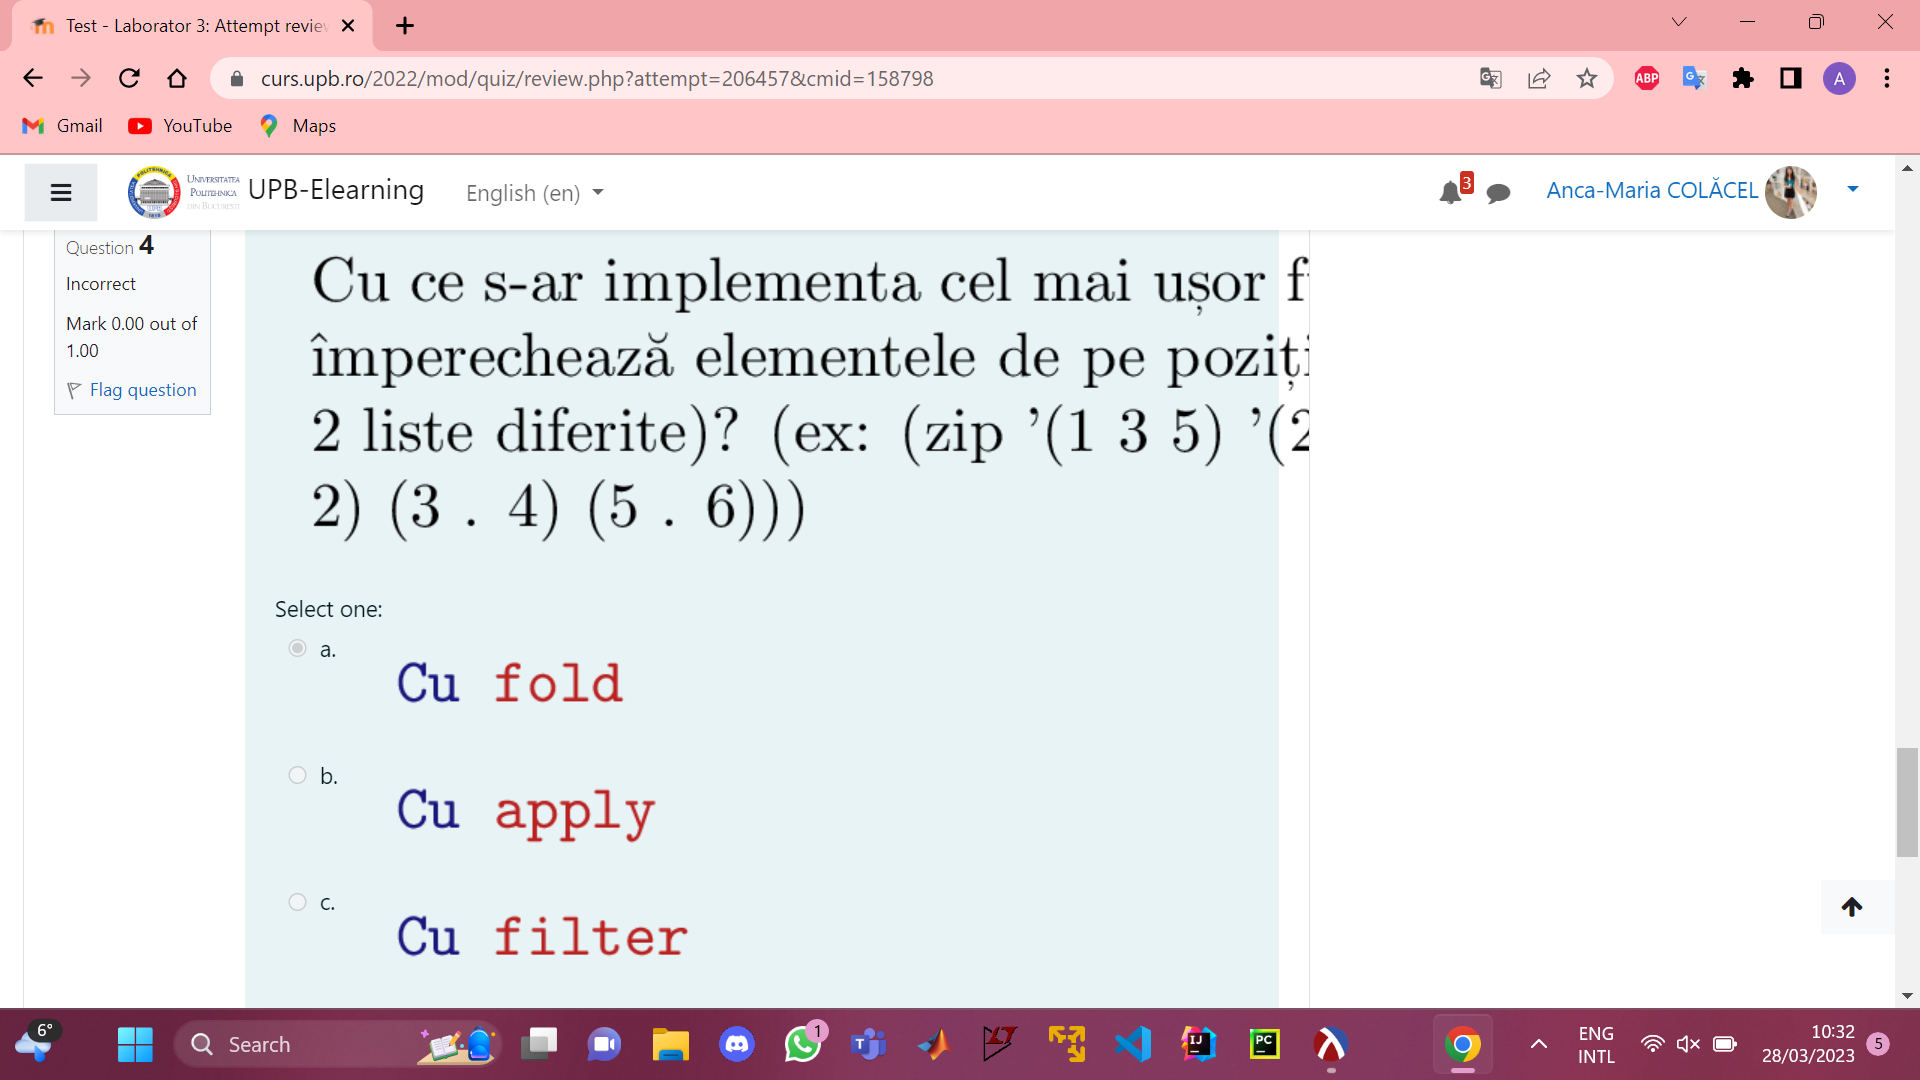 Test - Laborator 3: Attempt review
curs.upb.ro/2022/mod/quiz/review.php?attempt=206457&cmid=158798
ABP
A
Gmail
YouTube
Maps
UNIVERSITATEA
POLITEHNICA
DIN BUCUREȘTI
UPB-Elearning
English (en)
3
Anca-Maria COLĂCEL
Question 4
Incorrect
Mark 0.00 out of
1.00
Flag question
Cu ce s-ar implementa cel mai ușor f
împerechează elementele de pe poziți
2 liste diferite)? (ex: (zip '(1 3 5) '(2
2) (3 . 4) (5 . 6)))
Select one:
a.
Cu fold
b.
Cu apply
c.
Cu filter
6°
Search
1
ENG
INTL
10:32
28/03/2023
5